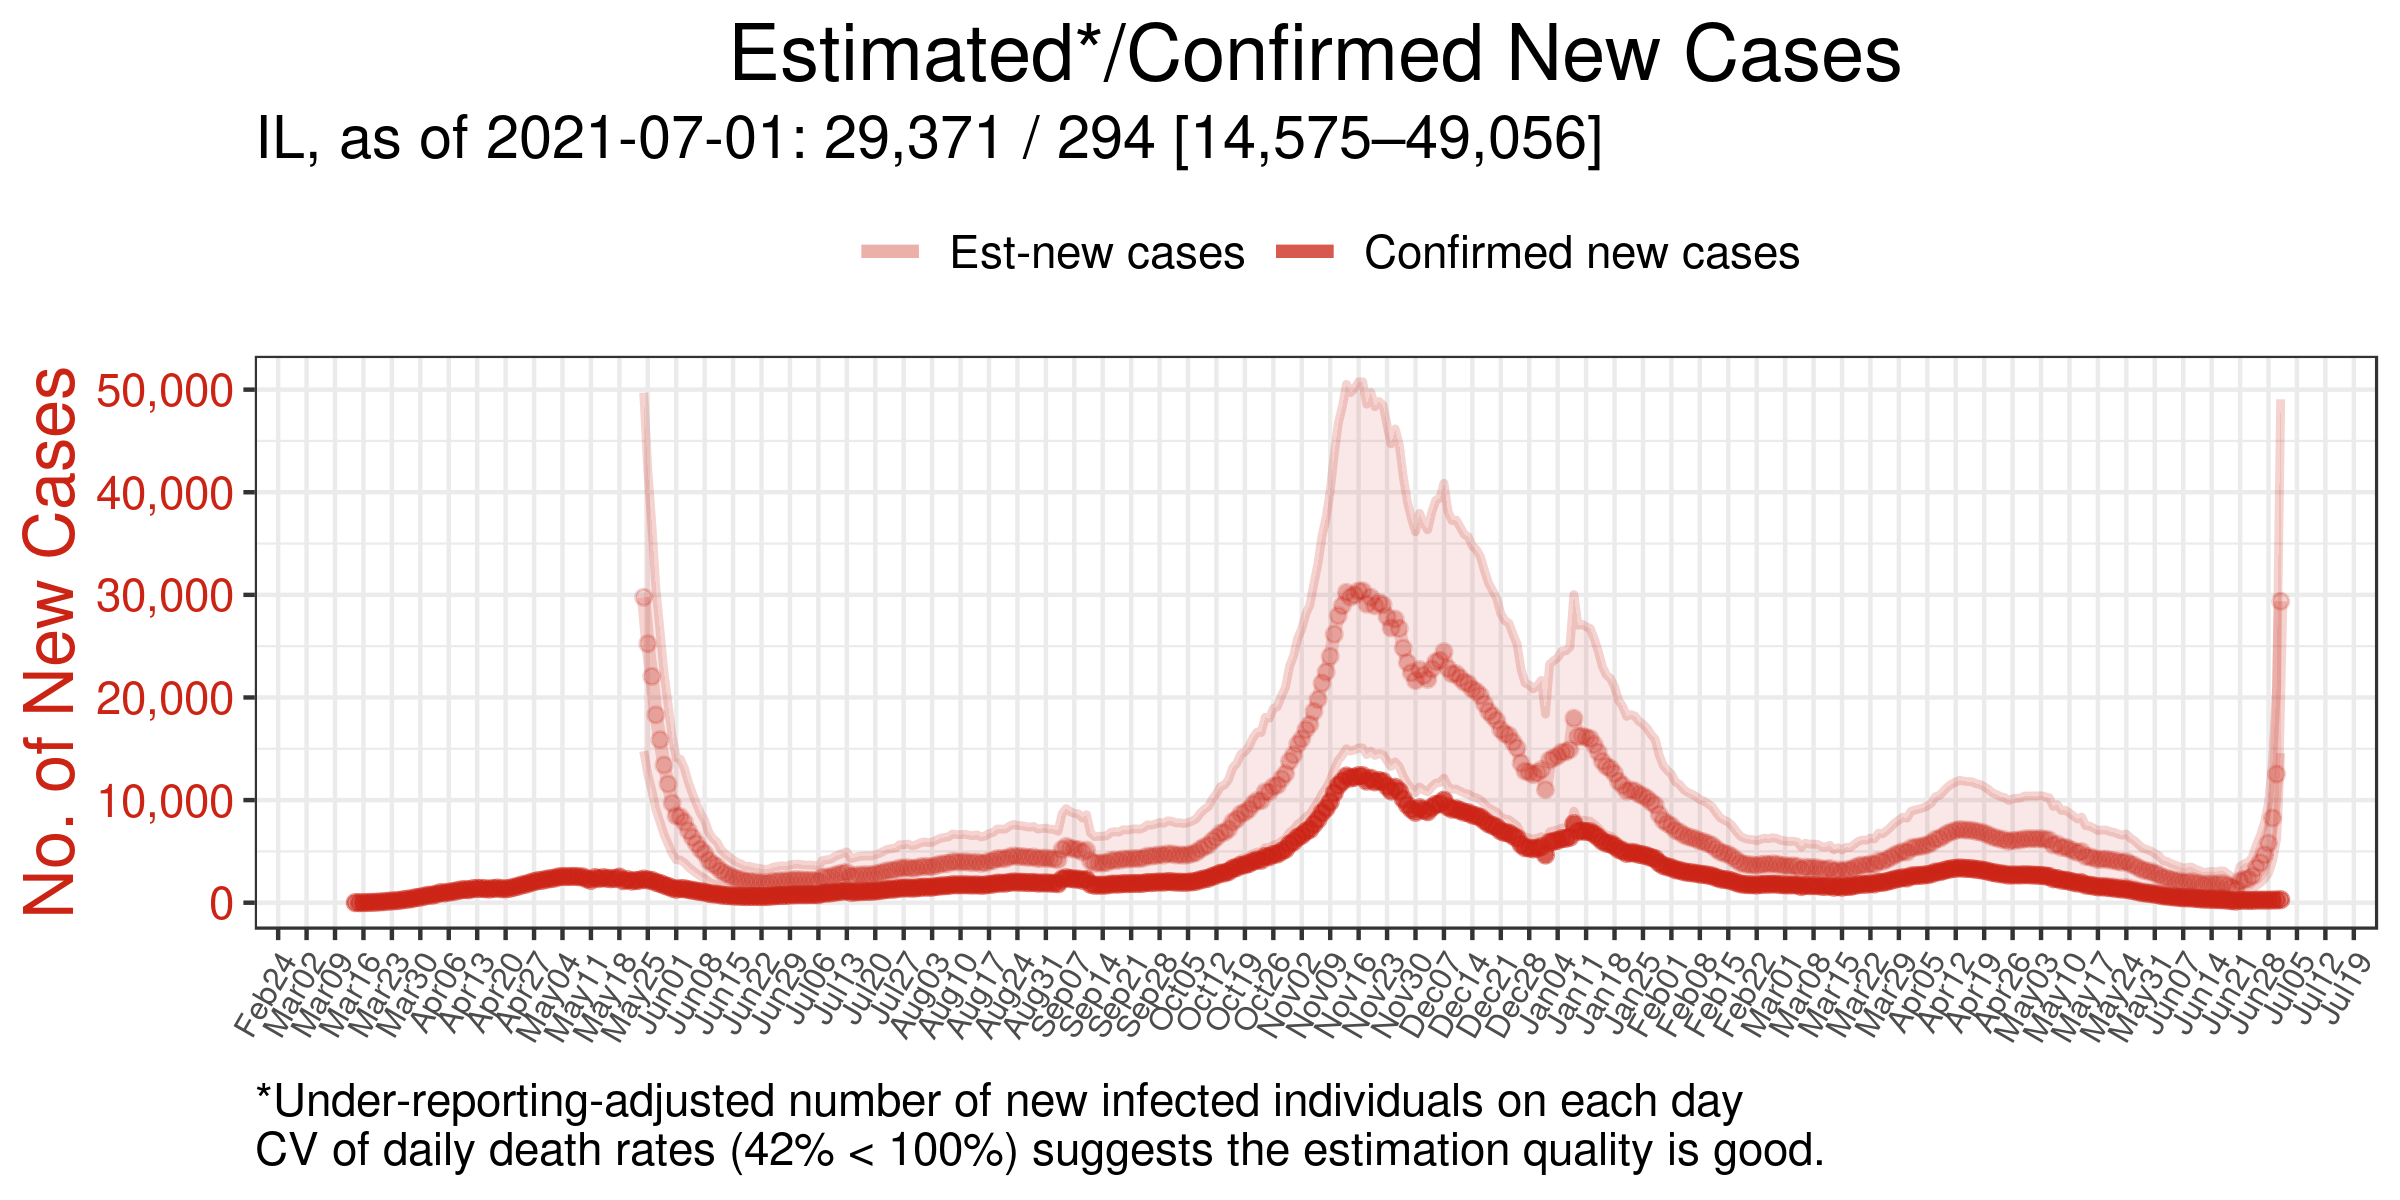 Estimated*/Confirmed New Cases
IL, as of 2021-07-01: 29,371 / 294 [14,575–49,056]
Est-new cases Confirmed new cases
No. of New Cases
50,000
40,000
30,000
20,000
10,000
0
Feb24 Mar02 Mar09 Mar16 Mar23 Mar30 Apr06 Apr13 Apr20 Apr27 May04 May11 May18 May25 Jun01 Jun08 Jun15 Jun22 Jun29 Jul06 Jul13 Jul20 Jul27 Aug03 Aug10 Aug17 Aug24 Aug31 Sep07 Sep14 Sep21 Sep28 Oct05 Oct12 Oct19 Oct26 Nov02 Nov09 Nov16 Nov23 Nov30 Dec07 Dec14 Dec21 Dec28 Jan04 Jan11 Jan18 Jan25 Feb01 Feb08 Feb15 Feb22 Mar01 Mar08 Mar15 Mar22 Mar29 Apr05 Apr12 Apr19 Apr26 May03 May10 May17 May24 May31 Jun07 Jun14 Jun21 Jun28 Jul05 Jul12 Jul19
*Under-reporting-adjusted number of new infected individuals on each day
CV of daily death rates (42% < 100%) suggests the estimation quality is good.